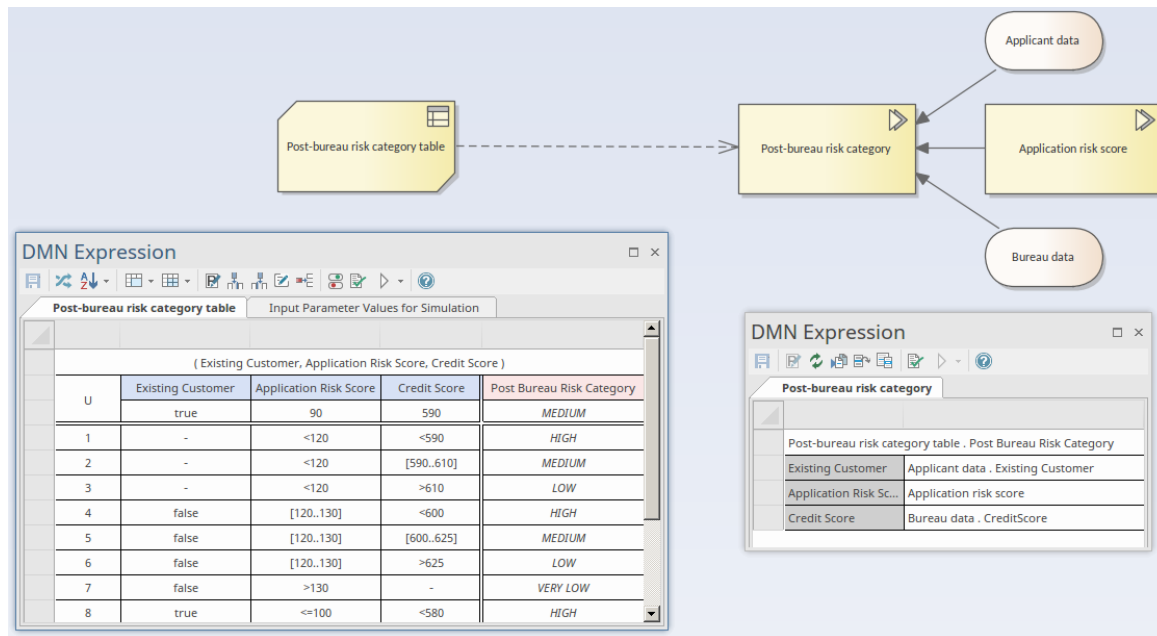 Applicant data
Post-bureau risk category table
Post-bureau risk category
Application risk score
Bureau data
DMN Expression
Post-bureau risk category table Input Parameter Values for Simulation
( Existing Customer, Application Risk Score, Credit Score )
U Existing Customer Application Risk Score Credit Score Post Bureau Risk Category
true 90 590 MEDIUM
1 - <120 <590 HIGH
2 - <120 [590..610] MEDIUM
3 - <120 >610 LOW
4 false [120..130] <600 HIGH
5 false [120..130] [600..625] MEDIUM
6 false [120..130] >625 LOW
7 false >130 - VERY LOW
8 true <=100 <580 HIGH
DMN Expression
Post-bureau risk category
Post-bureau risk category table . Post Bureau Risk Category
Existing Customer Applicant data . Existing Customer
Application Risk Sc... Application risk score
Credit Score Bureau data . CreditScore